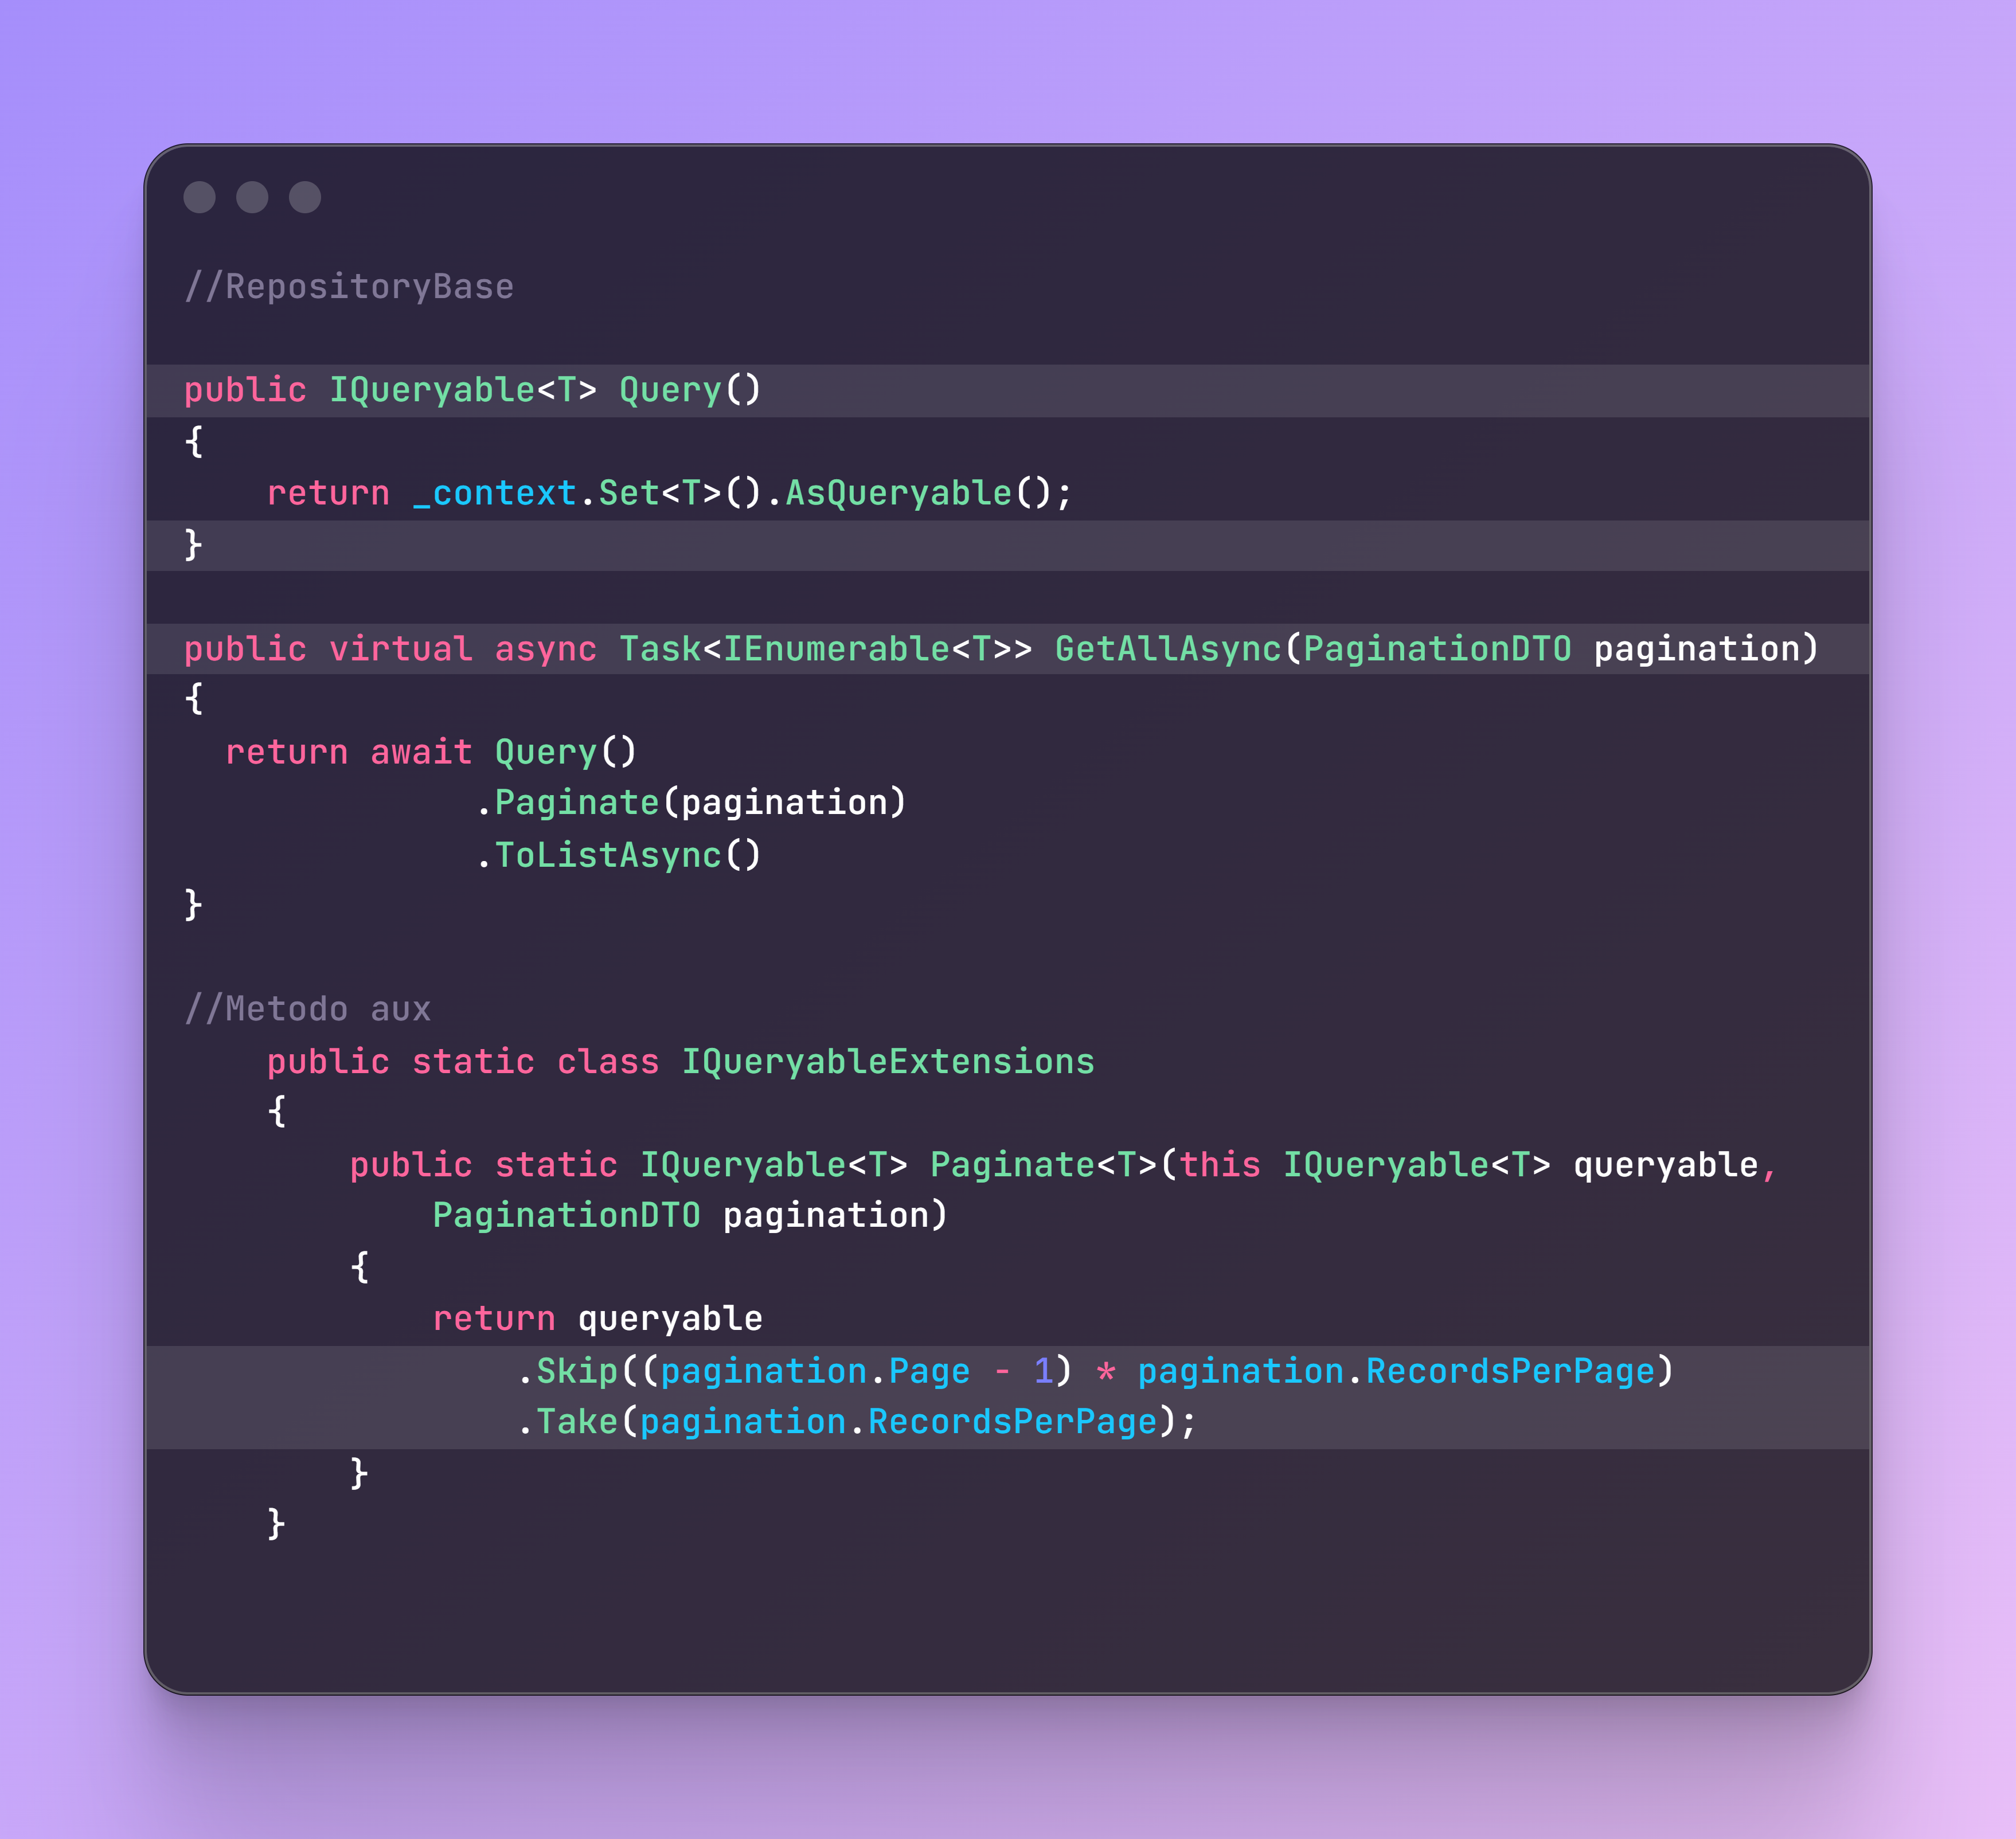 //RepositoryBase

public IQueryable<T> Query()
{
    return _context.Set<T>().AsQueryable();
}

public virtual async Task<IEnumerable<T>> GetAllAsync(PaginationDTO pagination)
{
  return await Query()
              .Paginate(pagination)
              .ToListAsync()
}

//Metodo aux
    public static class IQueryableExtensions
    {
        public static IQueryable<T> Paginate<T>(this IQueryable<T> queryable,
            PaginationDTO pagination)
        {
            return queryable
                .Skip((pagination.Page - 1) * pagination.RecordsPerPage)
                .Take(pagination.RecordsPerPage);
        }
    }